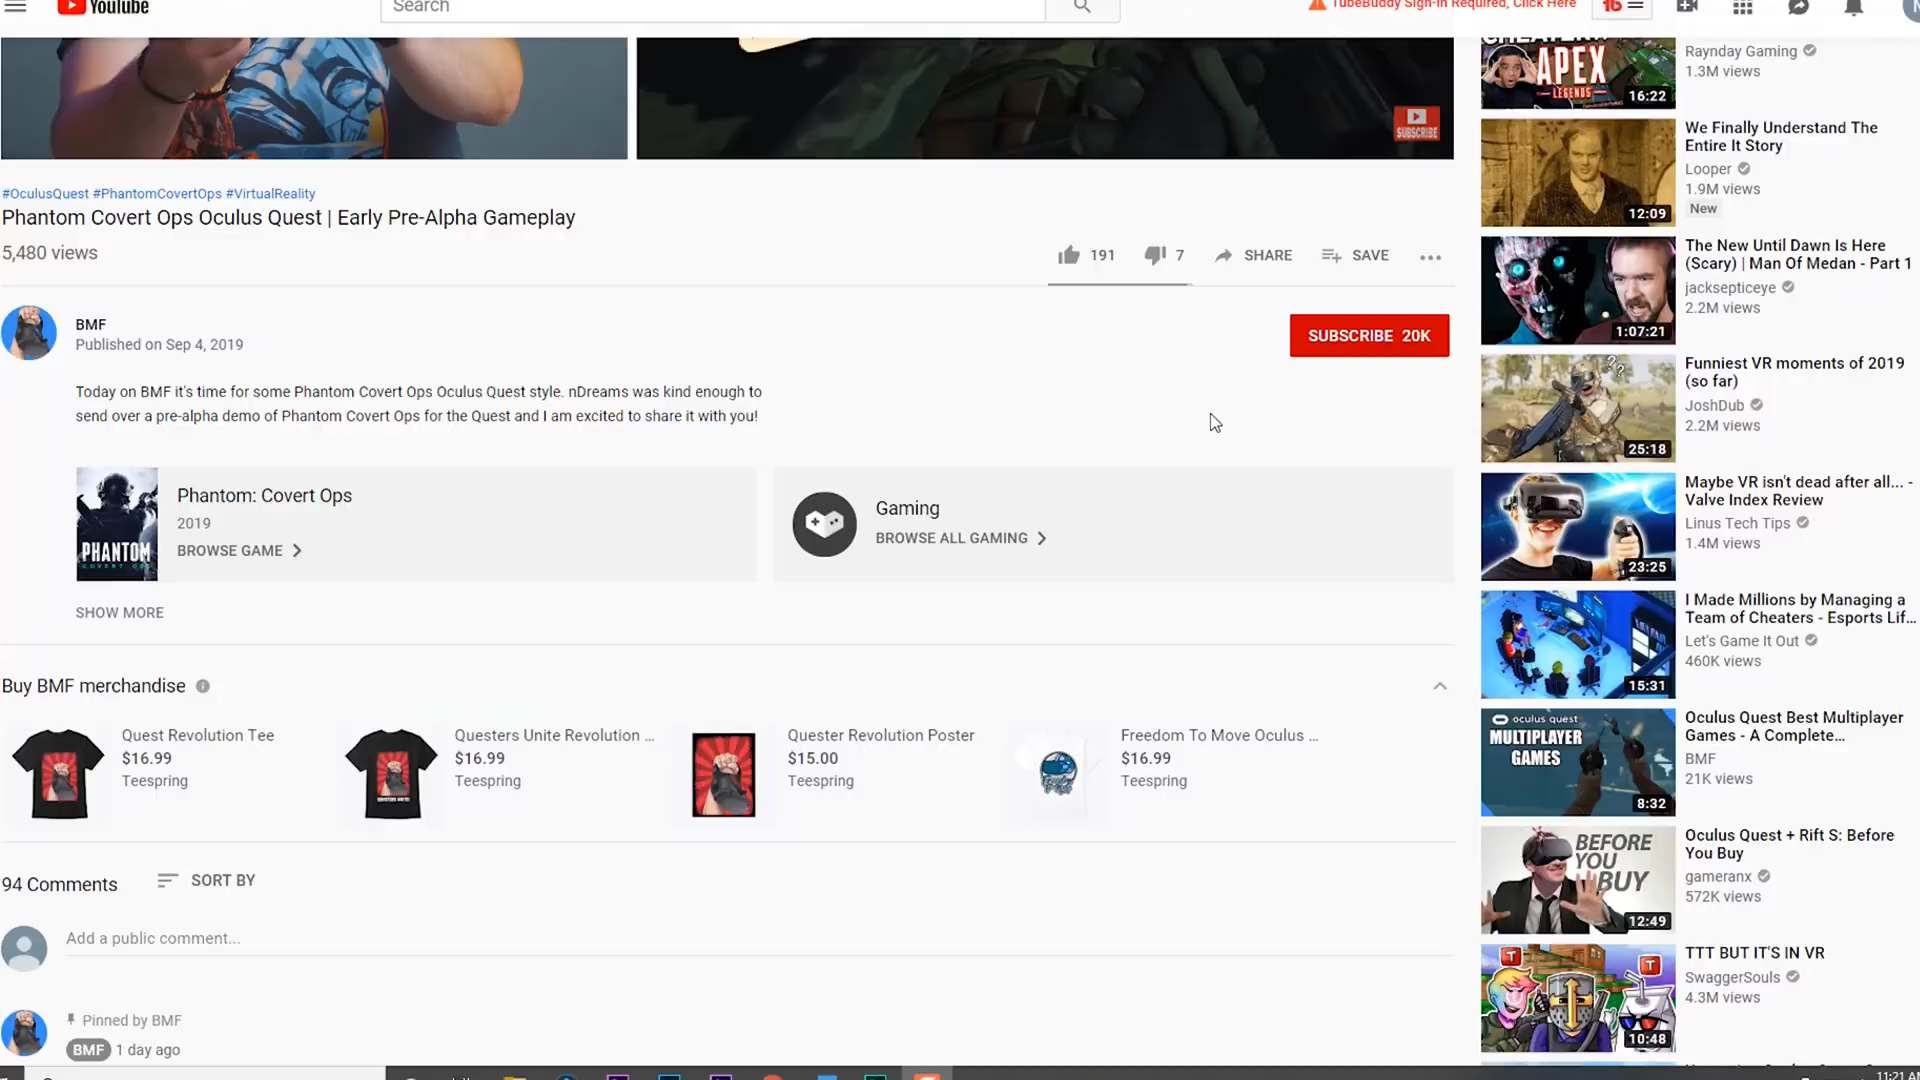 YouTube
Search
TubeBuddy Sign-In Required, Click Here
SUBSCRIBE
#OculusQuest #PhantomCovertOps #VirtualReality
Phantom Covert Ops Oculus Quest | Early Pre-Alpha Gameplay
5,480 views
191
7
SHARE
SAVE
BMF
Published on Sep 4, 2019
SUBSCRIBE 20K
Today on BMF it's time for some Phantom Covert Ops Oculus Quest style. nDreams was kind enough to
send over a pre-alpha demo of Phantom Covert Ops for the Quest and I am excited to share it with you!
PHANTOM
COVERT OPS
Phantom: Covert Ops
2019
BROWSE GAME
Gaming
BROWSE ALL GAMING
SHOW MORE
Buy BMF merchandise
Quest Revolution Tee
$16.99
Teespring
Questers Unite Revolution ...
$16.99
Teespring
Quester Revolution Poster
$15.00
Teespring
Freedom To Move Oculus ...
$16.99
Teespring
94 Comments
SORT BY
Add a public comment...
Pinned by BMF
BMF 1 day ago
APEX
LEGENDS
16:22
Raynday Gaming
1.3M views
12:09
We Finally Understand The
Entire It Story
Looper
1.9M views
New
1:07:21
The New Until Dawn Is Here
(Scary) | Man Of Medan - Part 1
jacksepticeye
2.2M views
??
25:18
Funniest VR moments of 2019
(so far)
JoshDub
2.2M views
23:25
Maybe VR isn't dead after all... -
Valve Index Review
Linus Tech Tips
1.4M views
15:31
I Made Millions by Managing a
Team of Cheaters - Esports Lif...
Let's Game It Out
460K views
oculus quest
MULTIPLAYER
GAMES
8:32
Oculus Quest Best Multiplayer
Games - A Complete...
BMF
21K views
BEFORE
YOU
BUY
12:49
Oculus Quest + Rift S: Before
You Buy
gameranx
572K views
T
T
10:48
TTT BUT IT'S IN VR
SwaggerSouls
4.3M views
11:21 AM